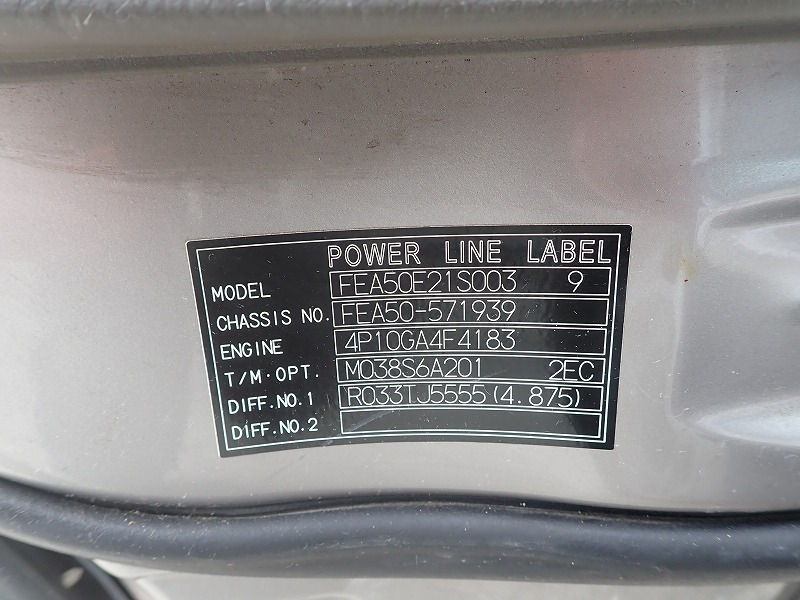 POWER LINE LABEL
MODEL FEA50E21S003 9
CHASSIS NO. FEA50-571939
ENGINE 4P10GA4F4183
T/M·OPT. M038S6A201 2EC
DIFF.NO.1 R033TJ5555(4.875)
DIFF.NO.2